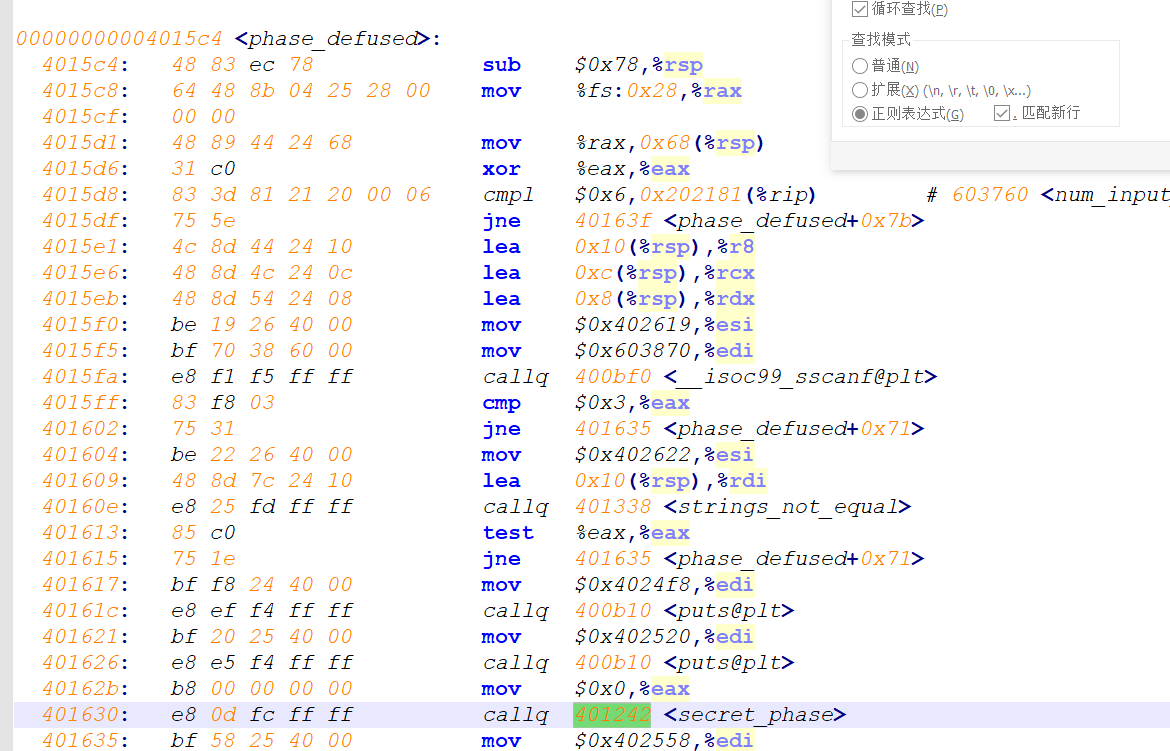 循环查找(P)
查找模式
普通(N)
扩展(X) (\n, \r, \t, \0, \x...)
正则表达式(G) . 匹配新行
00000000004015c4 <phase_defused>:
4015c4: 48 83 ec 78 sub $0x78,%rsp
4015c8: 64 48 8b 04 25 28 00 mov %fs:0x28,%rax
4015cf: 00 00
4015d1: 48 89 44 24 68 mov %rax,0x68(%rsp)
4015d6: 31 c0 xor %eax,%eax
4015d8: 83 3d 81 21 20 00 06 cmpl $0x6,0x202181(%rip) # 603760 <num_input
4015df: 75 5e jne 40163f <phase_defused+0x7b>
4015e1: 4c 8d 44 24 10 lea 0x10(%rsp),%r8
4015e6: 48 8d 4c 24 0c lea 0xc(%rsp),%rcx
4015eb: 48 8d 54 24 08 lea 0x8(%rsp),%rdx
4015f0: be 19 26 40 00 mov $0x402619,%esi
4015f5: bf 70 38 60 00 mov $0x603870,%edi
4015fa: e8 f1 f5 ff ff callq 400bf0 <__isoc99_sscanf@plt>
4015ff: 83 f8 03 cmp $0x3,%eax
401602: 75 31 jne 401635 <phase_defused+0x71>
401604: be 22 26 40 00 mov $0x402622,%esi
401609: 48 8d 7c 24 10 lea 0x10(%rsp),%rdi
40160e: e8 25 fd ff ff callq 401338 <strings_not_equal>
401613: 85 c0 test %eax,%eax
401615: 75 1e jne 401635 <phase_defused+0x71>
401617: bf f8 24 40 00 mov $0x4024f8,%edi
40161c: e8 ef f4 ff ff callq 400b10 <puts@plt>
401621: bf 20 25 40 00 mov $0x402520,%edi
401626: e8 e5 f4 ff ff callq 400b10 <puts@plt>
40162b: b8 00 00 00 00 mov $0x0,%eax
401630: e8 0d fc ff ff callq 401242 <secret_phase>
401635: bf 58 25 40 00 mov $0x402558,%edi